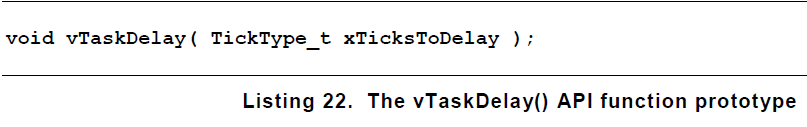 void vTaskDelay( TickType_t xTicksToDelay );
Listing 22. The vTaskDelay() API function prototype